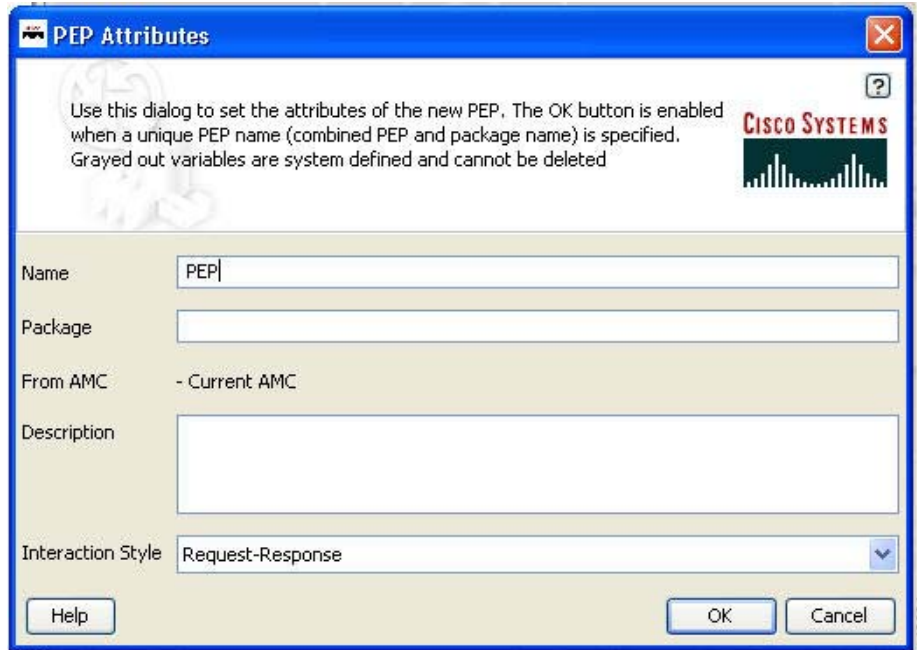 PEP Attributes
Use this dialog to set the attributes of the new PEP. The OK button is enabled
when a unique PEP name (combined PEP and package name) is specified.
Grayed out variables are system defined and cannot be deleted
?
CISCO SYSTEMS
Name PEP
Package
From AMC - Current AMC
Description
Interaction Style Request-Response
Help OK Cancel